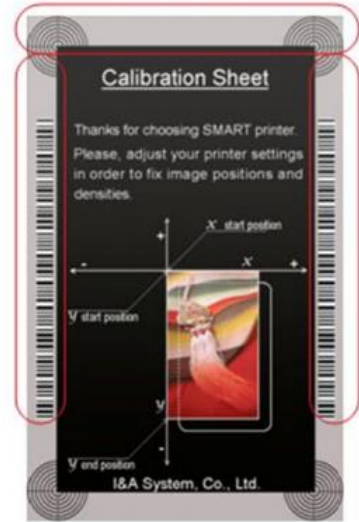 Calibration Sheet
Thanks for choosing SMART printer.
Please, adjust your printer settings
in order to fix image positions and
densities.
x start position
+
- x +
y start position
y
-
y end position
I&A System, Co., Ltd.